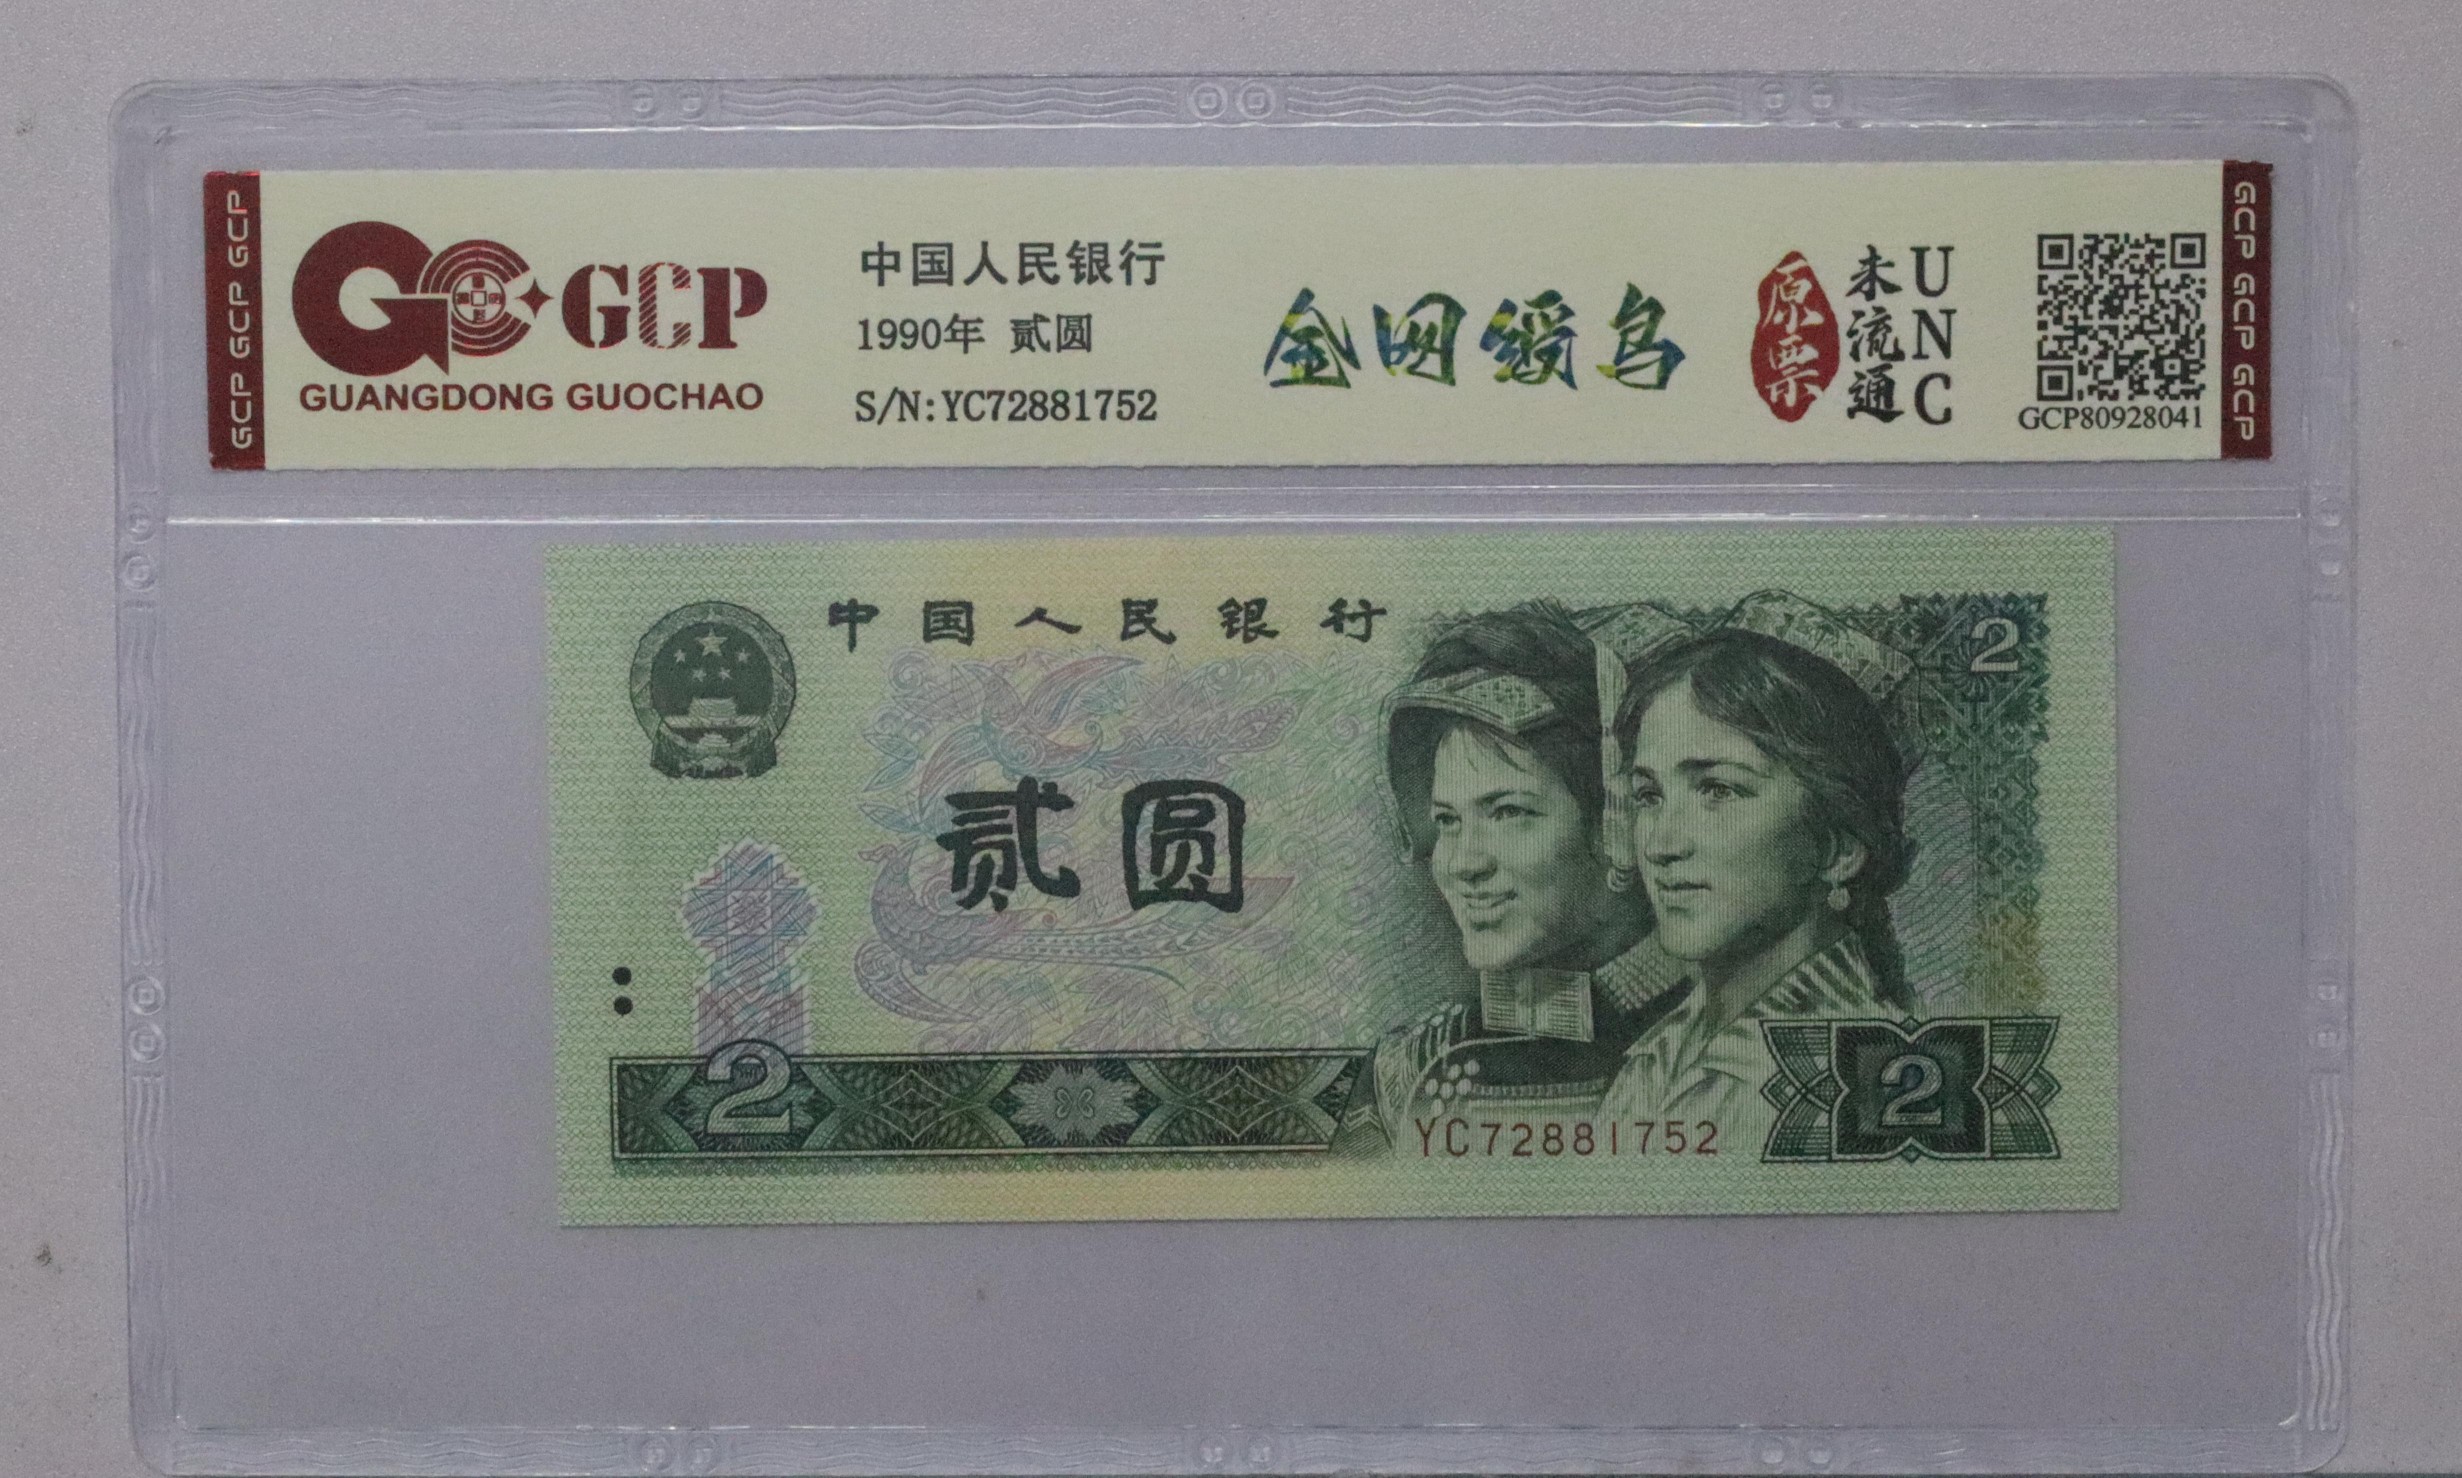 GCP GCP GCP
GCP
GUANGDONG GUOCHAO
中国人民银行
1990年 贰圆
S/N:YC72881752
金网绶鸟
原票
未流通
UNC
GCP80928041
GCP GCP GCP
中国人民银行
2
贰圆
2
YC72881752
2